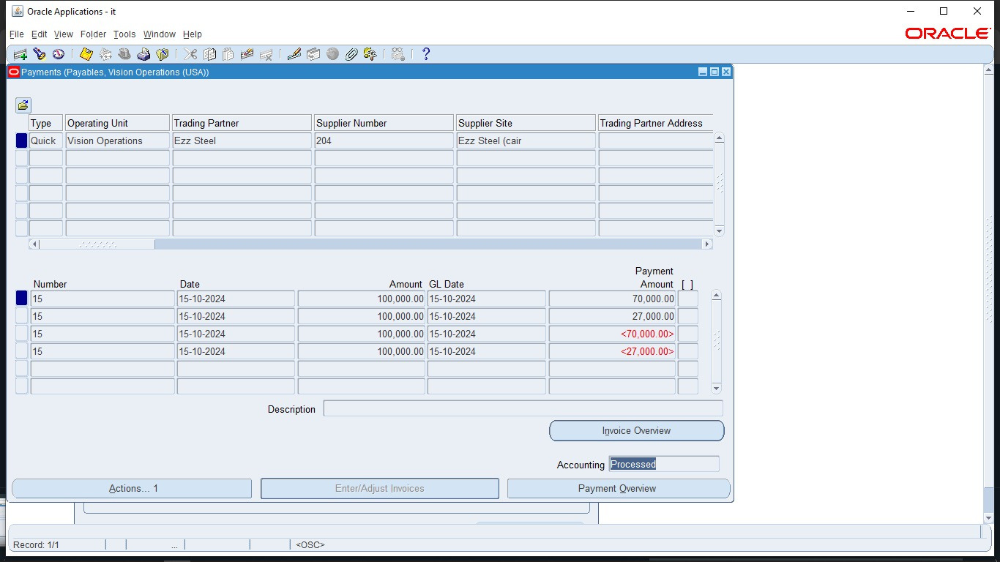 Oracle Applications - it
File Edit View Folder Tools Window Help
ORACLE
Payments (Payables, Vision Operations (USA))
Type Operating Unit Trading Partner Supplier Number Supplier Site Trading Partner Address
Quick Vision Operations Ezz Steel 204 Ezz Steel (cair
Payment
Number Date Amount GL Date Amount [ ]
15 15-10-2024 100,000.00 15-10-2024 70,000.00
15 15-10-2024 100,000.00 15-10-2024 27,000.00
15 15-10-2024 100,000.00 15-10-2024 <70,000.00>
15 15-10-2024 100,000.00 15-10-2024 <27,000.00>
Description
Invoice Overview
Accounting Processed
Actions... 1 Enter/Adjust Invoices Payment Overview
Record: 1/1 ... <OSC>